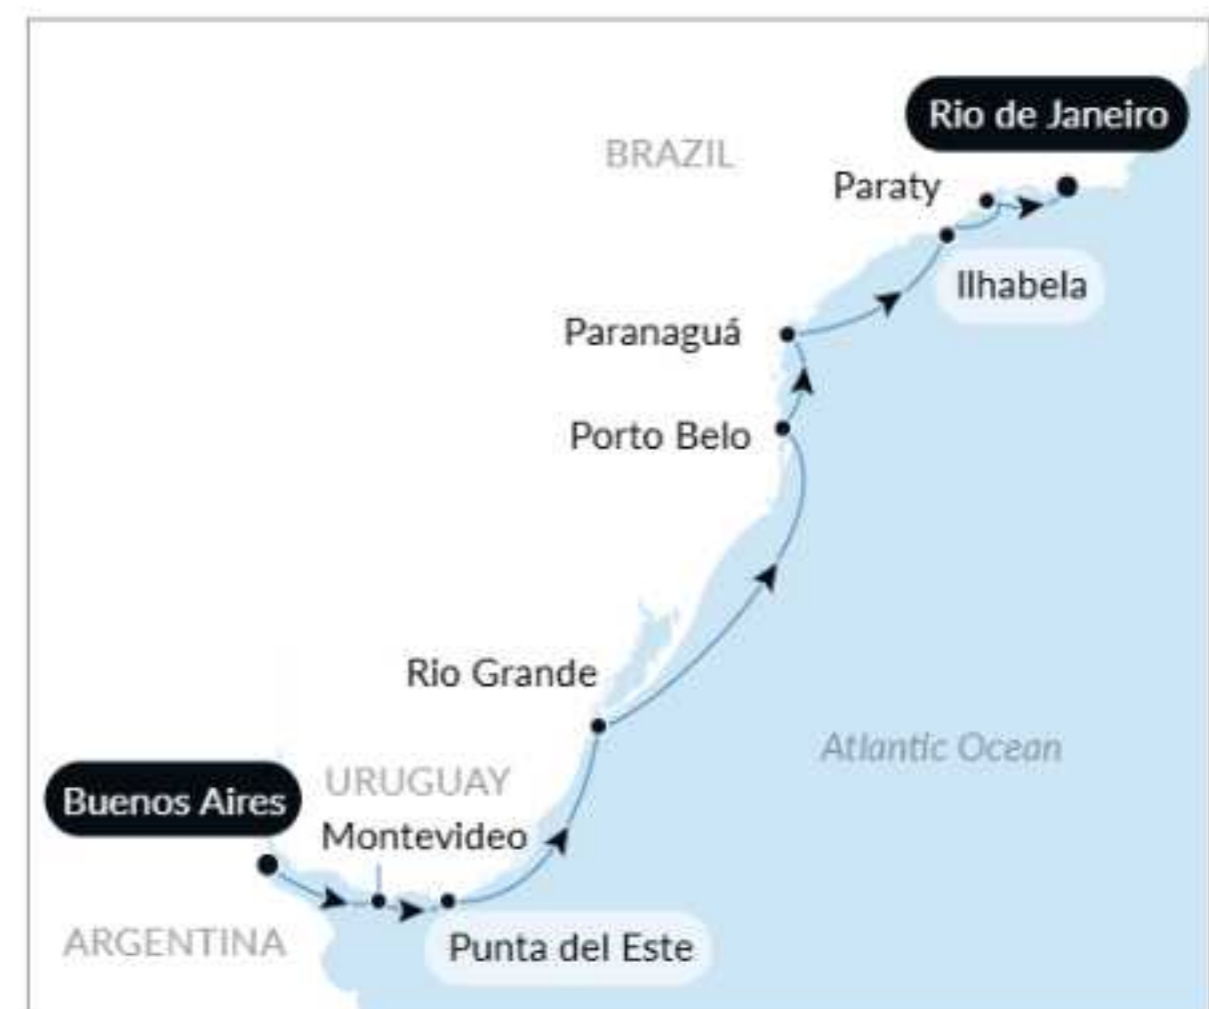 Rio de Janeiro
BRAZIL
Paraty
Ilhabela
Paranaguá
Porto Belo
Rio Grande
Atlantic Ocean
URUGUAY
Buenos Aires
Montevideo
ARGENTINA
Punta del Este